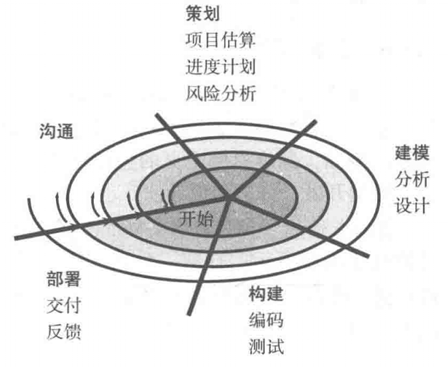 策划
项目估算
进度计划
风险分析
沟通
建模
分析
设计
开始
部署
交付
反馈
构建
编码
测试